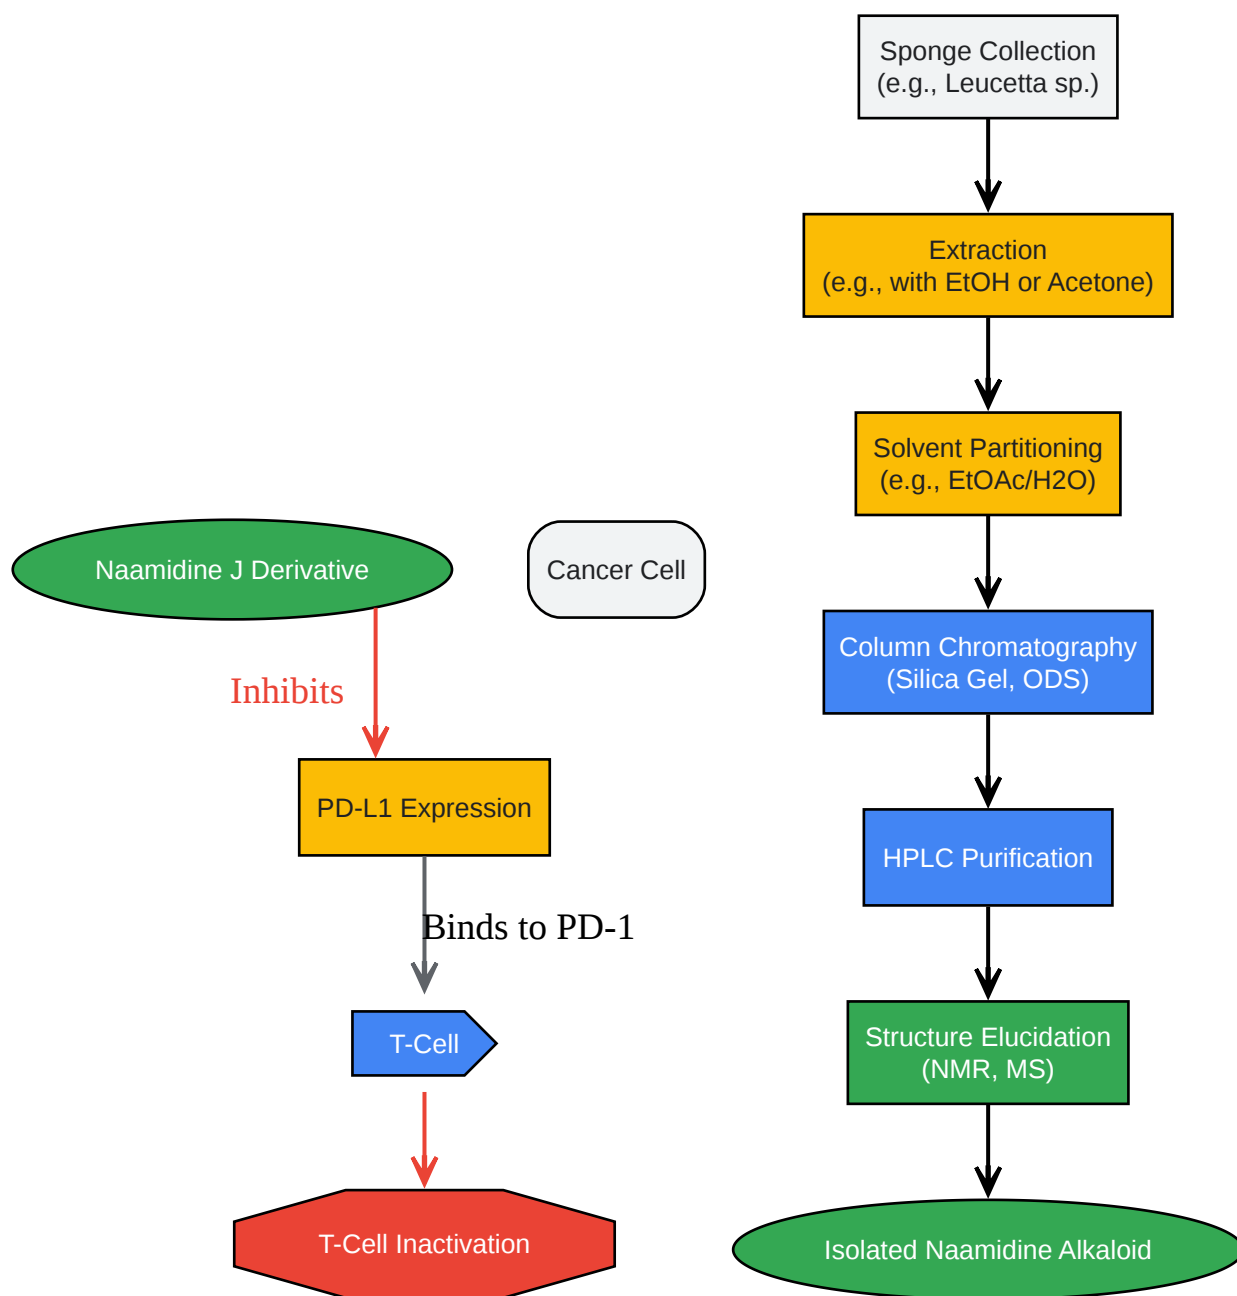 Naamidine J Derivative
Cancer Cell
Inhibits
PD-L1 Expression
Binds to PD-1
T-Cell
T-Cell Inactivation
Sponge Collection
(e.g., Leucetta sp.)
Extraction
(e.g., with EtOH or Acetone)
Solvent Partitioning
(e.g., EtOAc/H2O)
Column Chromatography
(Silica Gel, ODS)
HPLC Purification
Structure Elucidation
(NMR, MS)
Isolated Naamidine Alkaloid